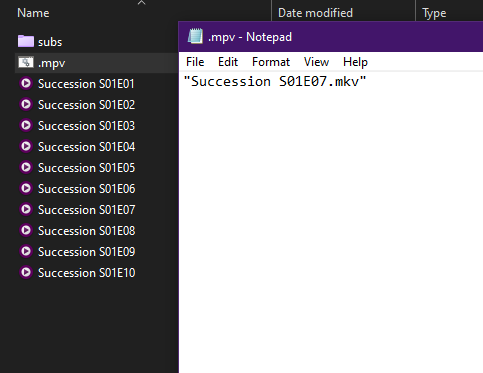 Name
Date modified
Type
subs
.mpv
Succession S01E01
Succession S01E02
Succession S01E03
Succession S01E04
Succession S01E05
Succession S01E06
Succession S01E07
Succession S01E08
Succession S01E09
Succession S01E10
.mpv - Notepad
File Edit Format View Help
"Succession S01E07.mkv"